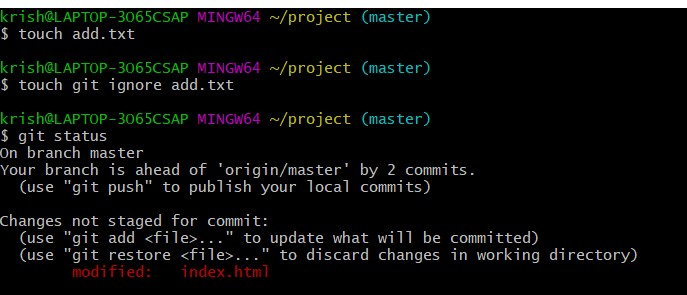 krish@LAPTOP-3O65CSAP MINGW64 ~/project (master)
$ touch add.txt
krish@LAPTOP-3O65CSAP MINGW64 ~/project (master)
$ touch git ignore add.txt
krish@LAPTOP-3O65CSAP MINGW64 ~/project (master)
$ git status
On branch master
Your branch is ahead of 'origin/master' by 2 commits.
  (use "git push" to publish your local commits)
Changes not staged for commit:
  (use "git add <file>..." to update what will be committed)
  (use "git restore <file>..." to discard changes in working directory)
        modified:   index.html